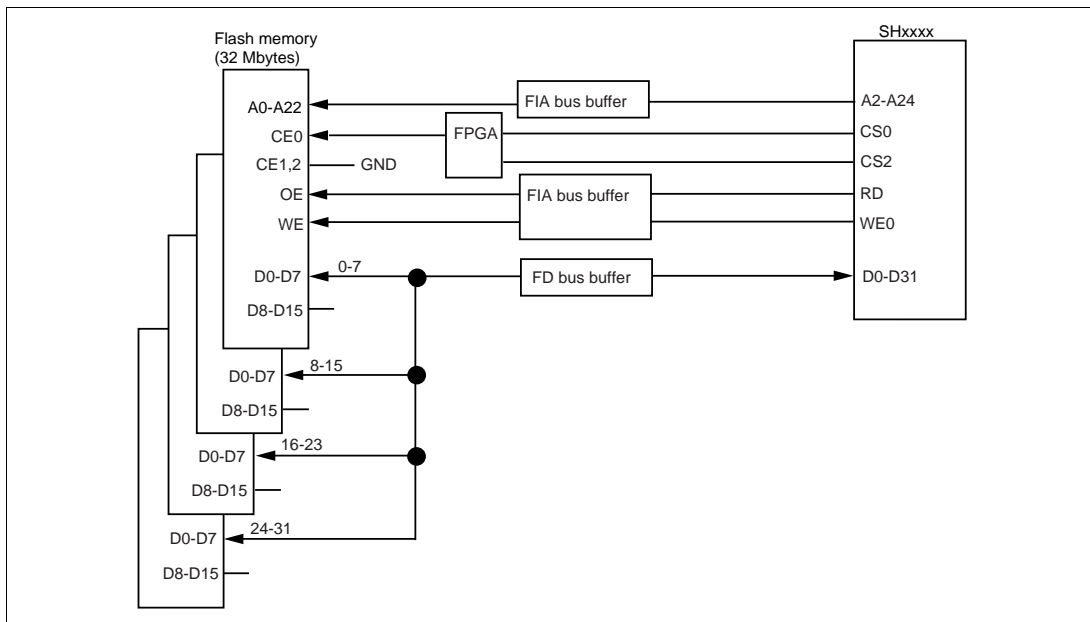 SHxxxx
Flash memory
(32 Mbytes)
A0-A22
FIA bus buffer
A2-A24
CE0
FPGA
CS0
CE1,2
GND
CS2
OE
FIA bus buffer
RD
WE
WE0
D0-D7
0-7
FD bus buffer
D0-D31
D8-D15
D0-D7
8-15
D8-D15
D0-D7
16-23
D8-D15
D0-D7
24-31
D8-D15